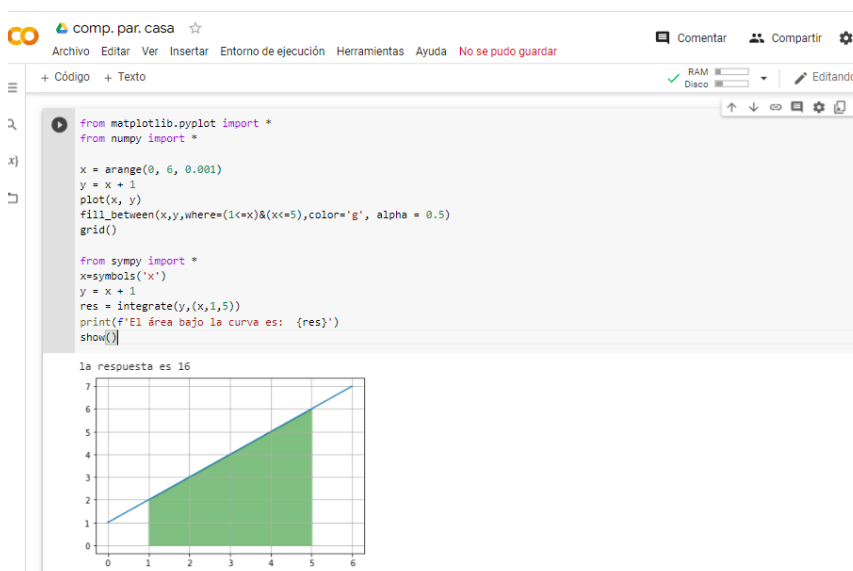 CO comp. par. casa
Comentar Compartir
Archivo Editar Ver Insertar Entorno de ejecución Herramientas Ayuda No se pudo guardar
+ Código + Texto
RAM
Disco
Editando
from matplotlib.pyplot import *
from numpy import *
x = arange(0, 6, 0.001)
y = x + 1
plot(x, y)
fill_between(x,y,where=(1<=x)&(x<=5),color='g', alpha = 0.5)
grid()
from sympy import *
x=symbols('x')
y = x + 1
res = integrate(y,(x,1,5))
print(f'El área bajo la curva es:  {res}')
show()
la respuesta es 16
7
6
5
4
3
2
1
0
0 1 2 3 4 5 6